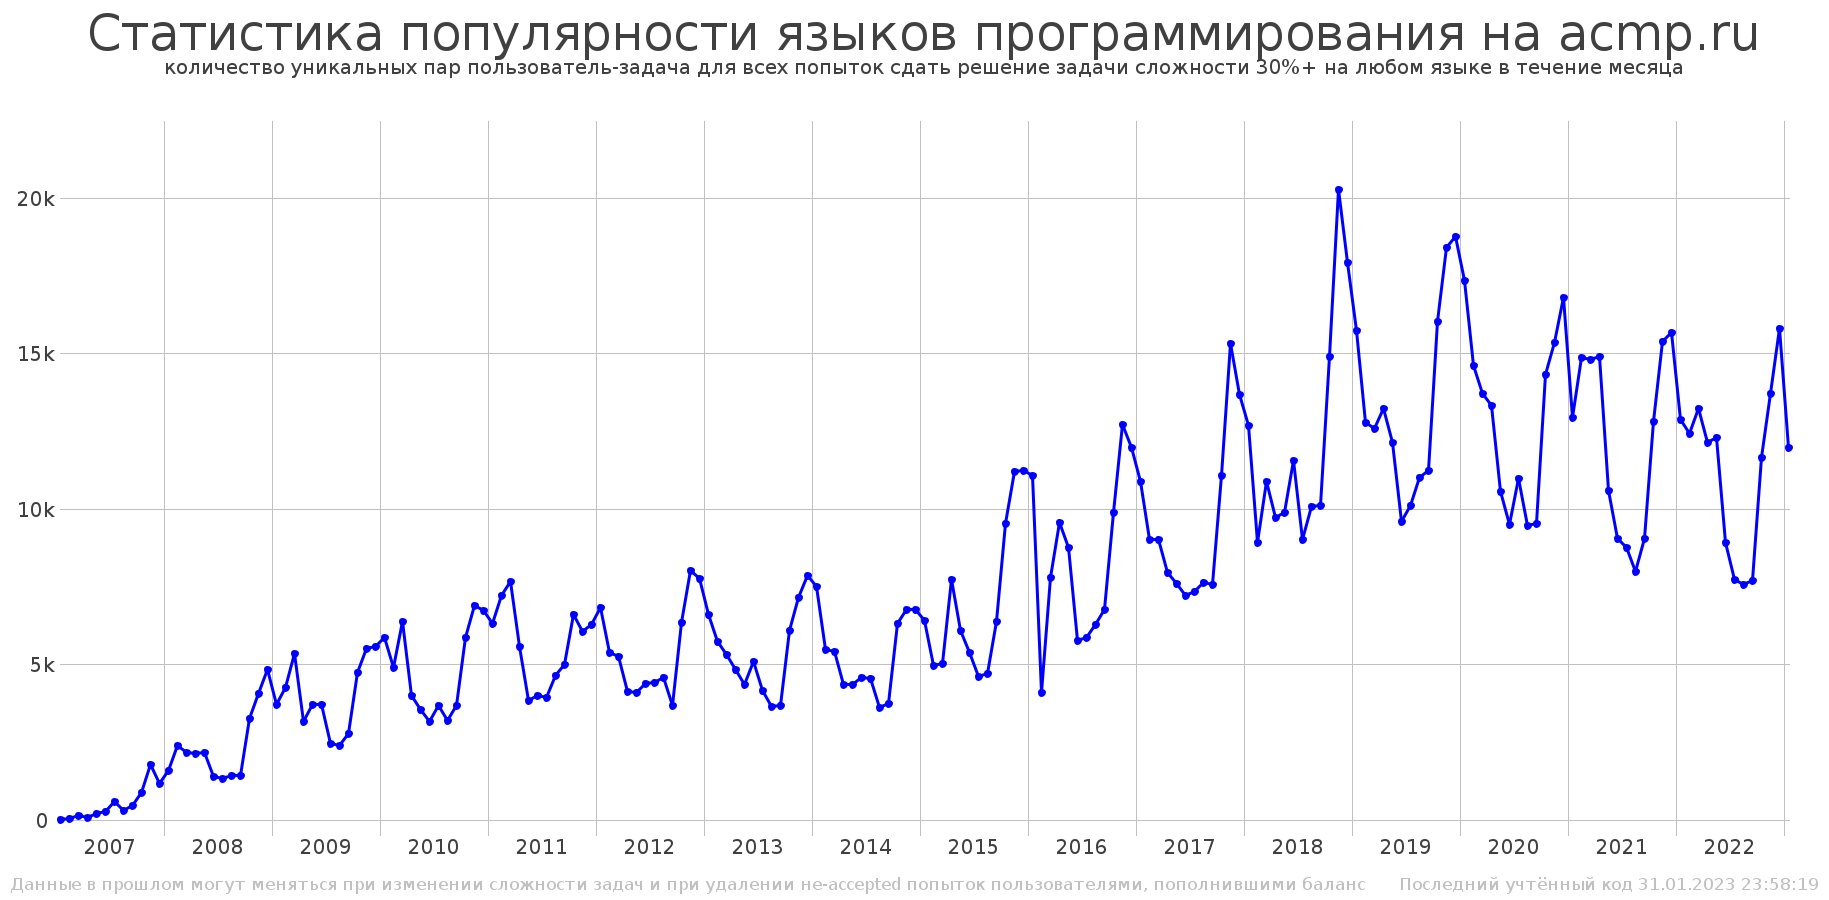 Статистика популярности языков программирования на acmp.ru
количество уникальных пар пользователь-задача для всех попыток сдать решение задачи сложности 30%+ на любом языке в течение месяца
20k
15k
10k
5k
0
2007 2008 2009 2010 2011 2012 2013 2014 2015 2016 2017 2018 2019 2020 2021 2022
Данные в прошлом могут меняться при изменении сложности задач и при удалении не-accepted попыток пользователями, пополнившими баланс Последний учтённый код 31.01.2023 23:58:19